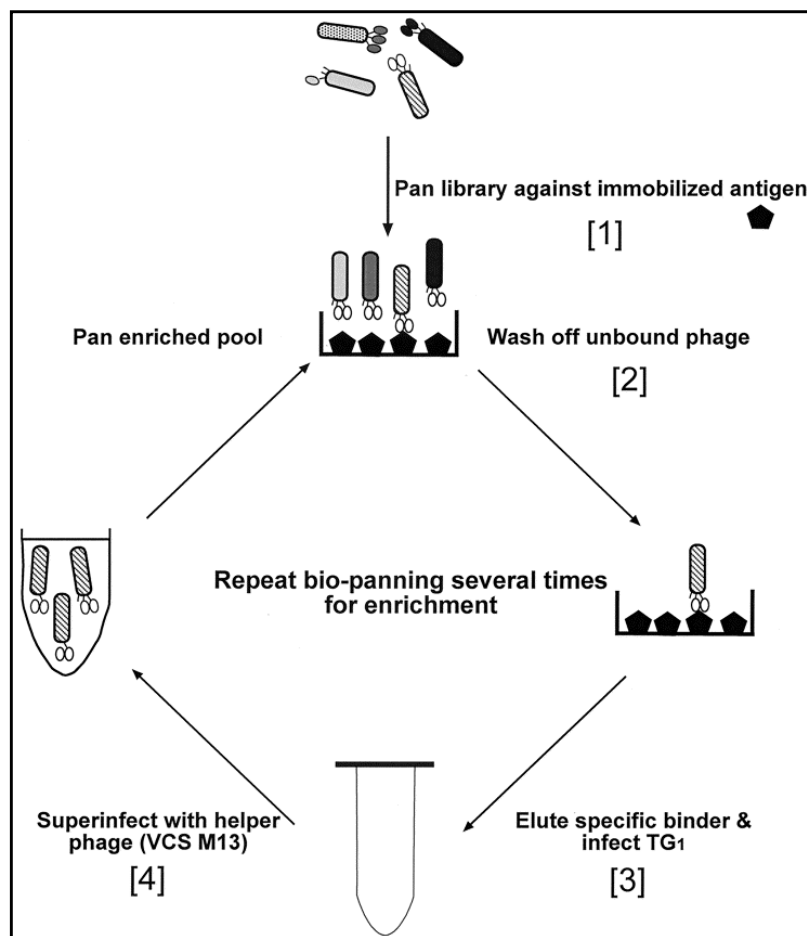 Pan library against immobilized antigen
[1]
Pan enriched pool
Wash off unbound phage
[2]
Repeat bio-panning several times
for enrichment
Superinfect with helper
phage (VCS M13)
[4]
Elute specific binder &
infect TG1
[3]